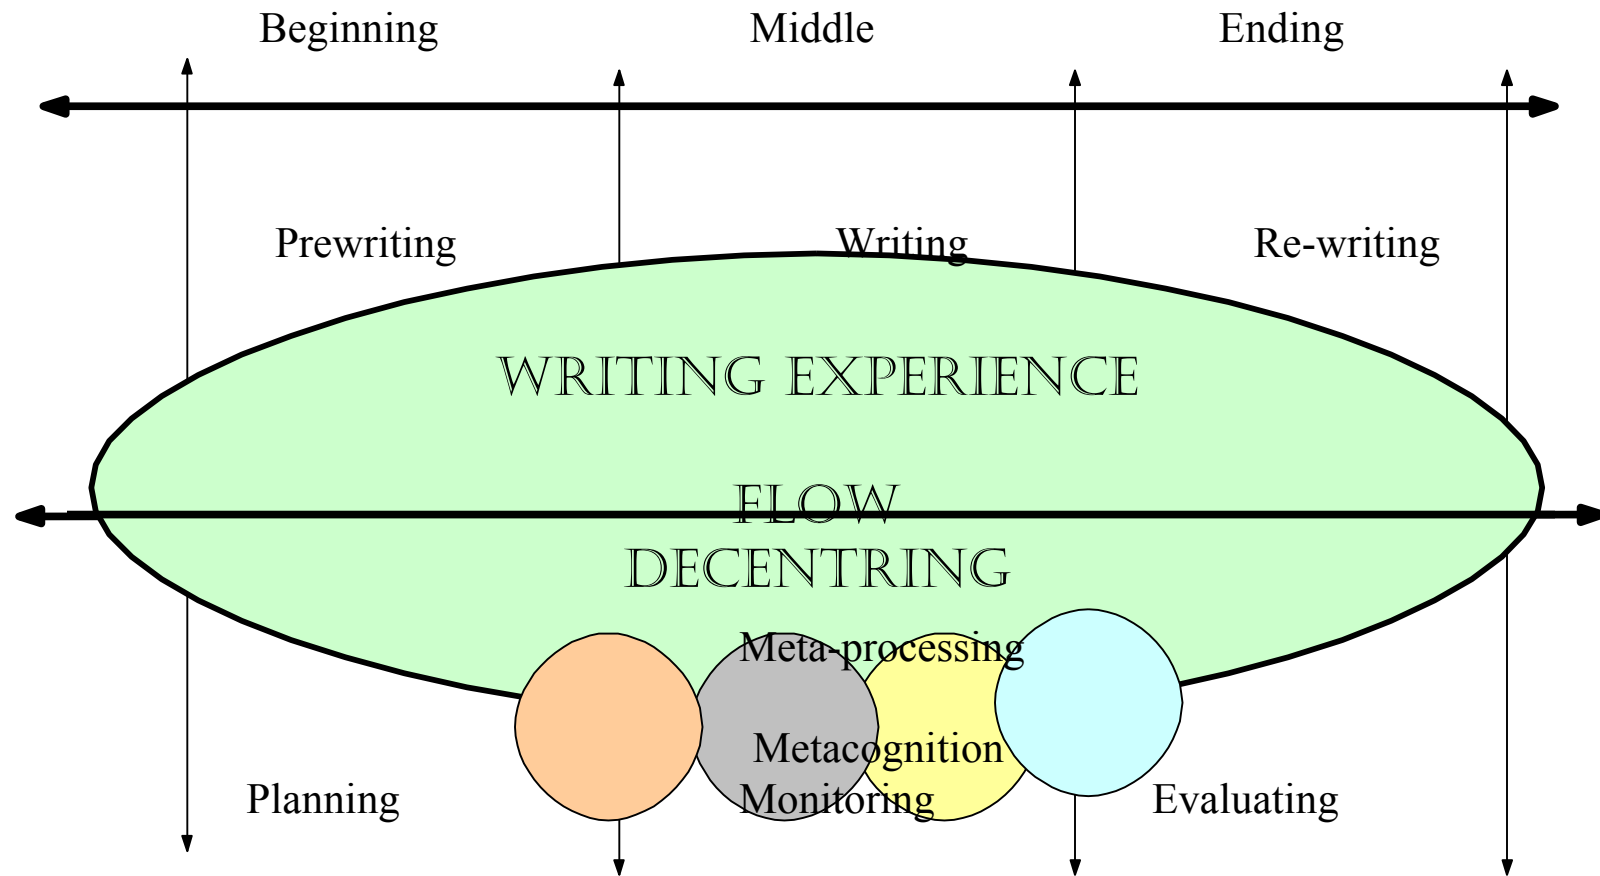 Beginning Middle Ending
Prewriting Writing Re-writing
WRITING EXPERIENCE
FLOW
DECENTRING
Meta-processing
Metacognition
Planning Monitoring Evaluating